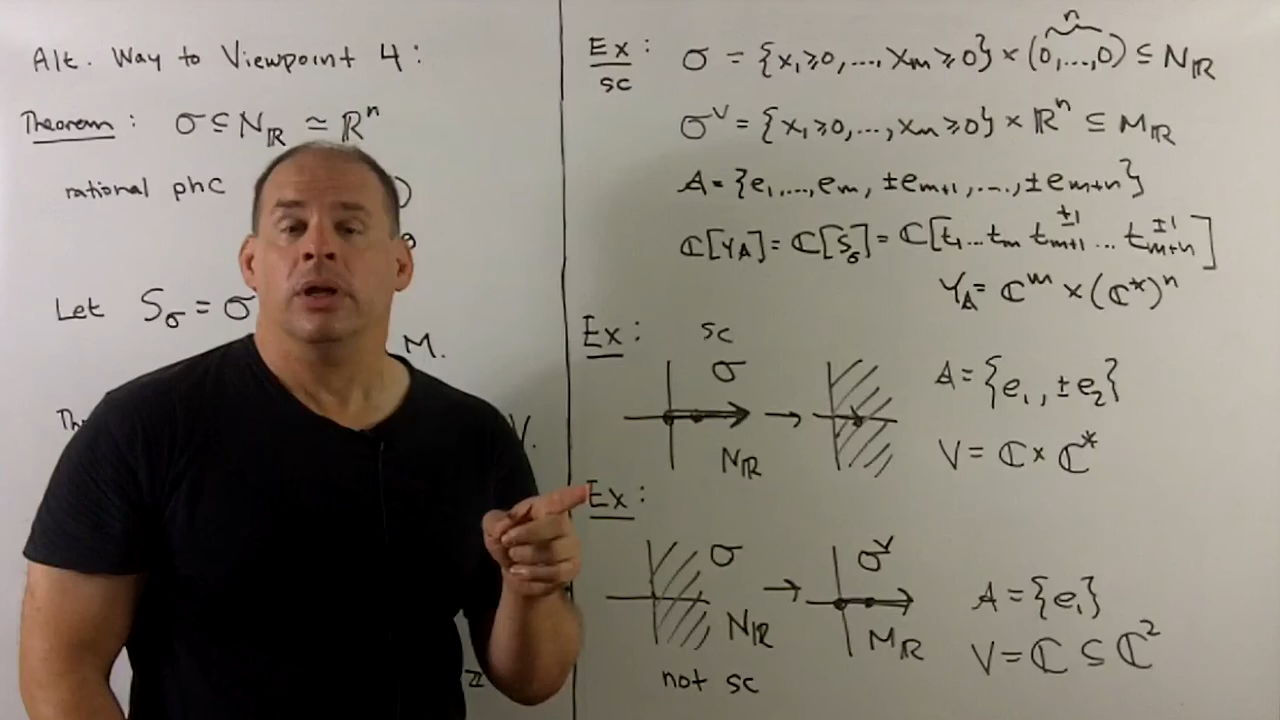 Alt. Way to Viewpoint 4:
Theorem: σ ⊆ N_ℝ ≃ ℝⁿ
rational phC
Let S_σ = σ
M.
V.
Ex: σ = {x₁≥0,..., x_m≥0} × (0,...,0) ⊆ N_ℝ
n
sc
σ^∨ = {x₁≥0,..., x_m≥0} × ℝⁿ ⊆ M_ℝ
A = {e₁,..., e_m, ±e_{m+1},..., ±e_{m+n}}
ℂ[Y_A] = ℂ[S_σ] = ℂ[t₁...t_m t_{m+1}^{±1} ... t_{m+n}^{±1}]
Y_A = ℂ^m × (ℂ*)ⁿ
Ex: sc
σ → A = {e₁, ±e₂}
N_ℝ V = ℂ × ℂ*
Ex:
σ → σ^∨ A = {e₁}
N_ℝ M_ℝ V = ℂ ⊆ ℂ²
not sc